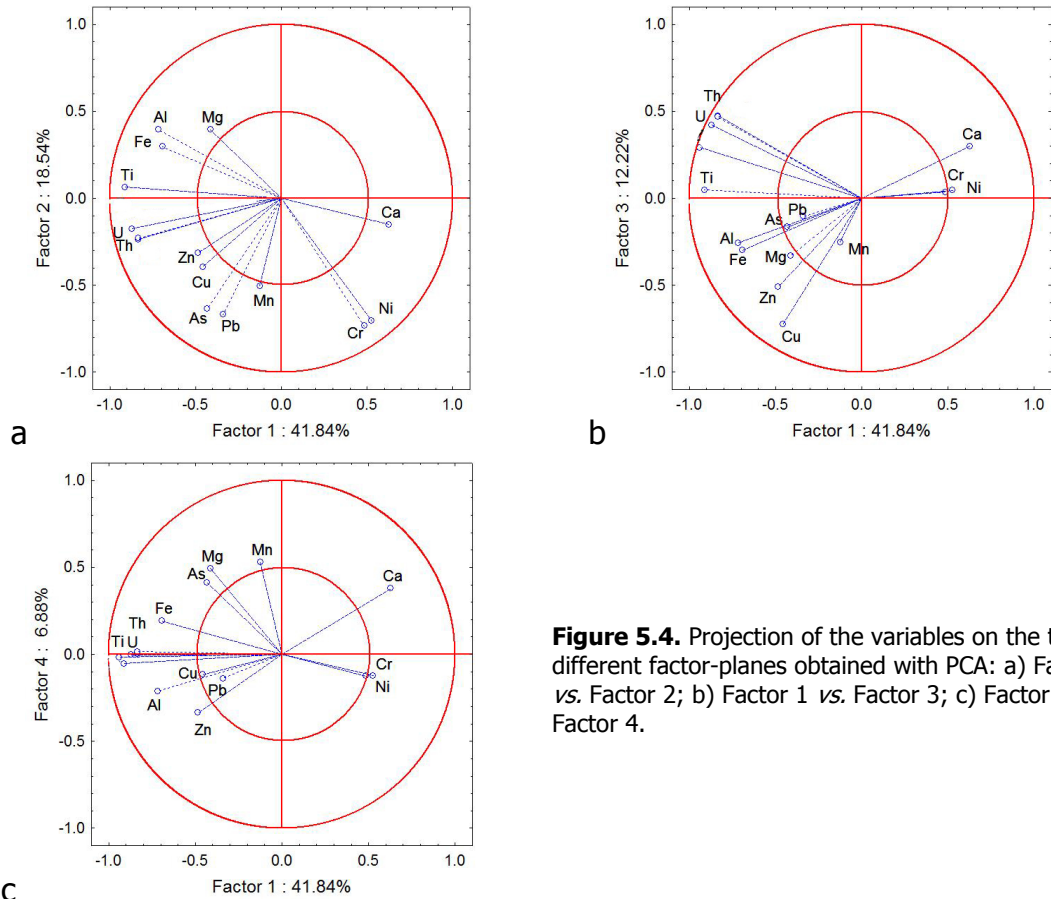 1.0
0.5
0.0
-0.5
-1.0
Factor 2 : 18.54%
Al
Mg
Fe
Ti
U
Th
Zn
Cu
As
Pb
Mn
Ca
Ni
Cr
-1.0 -0.5 0.0 0.5 1.0
Factor 1 : 41.84%
a
1.0
0.5
0.0
-0.5
-1.0
Factor 3 : 12.22%
Th
U
Ti
Ca
Cr
Ni
Pb
As
Al
Fe
Mg
Mn
Zn
Cu
-1.0 -0.5 0.0 0.5 1.0
Factor 1 : 41.84%
b
1.0
0.5
0.0
-0.5
-1.0
Factor 4 : 6.88%
Mg
Mn
As
Ca
Fe
Th
Ti U
Cu
Pb
Al
Zn
Cr
Ni
-1.0 -0.5 0.0 0.5 1.0
Factor 1 : 41.84%
c
Figure 5.4. Projection of the variables on the
different factor-planes obtained with PCA: a)
vs. Factor 2; b) Factor 1 vs. Factor 3; c) Factor
Factor 4.